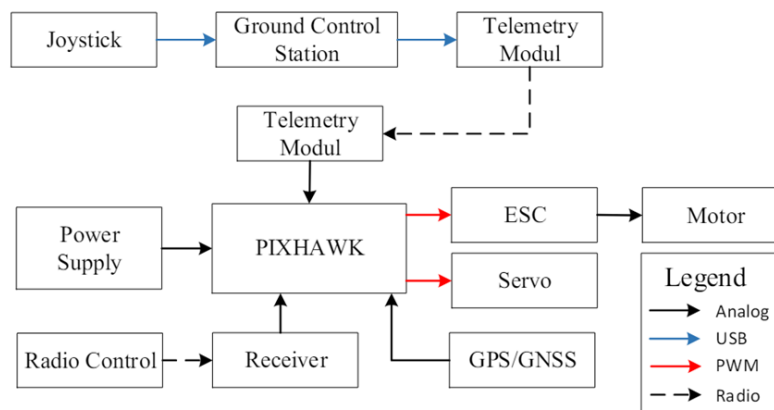 Joystick
Ground Control
Station
Telemetry
Modul
Telemetry
Modul
Power
Supply
PIXHAWK
ESC
Motor
Servo
Radio Control
Receiver
GPS/GNSS
Legend
Analog
USB
PWM
Radio